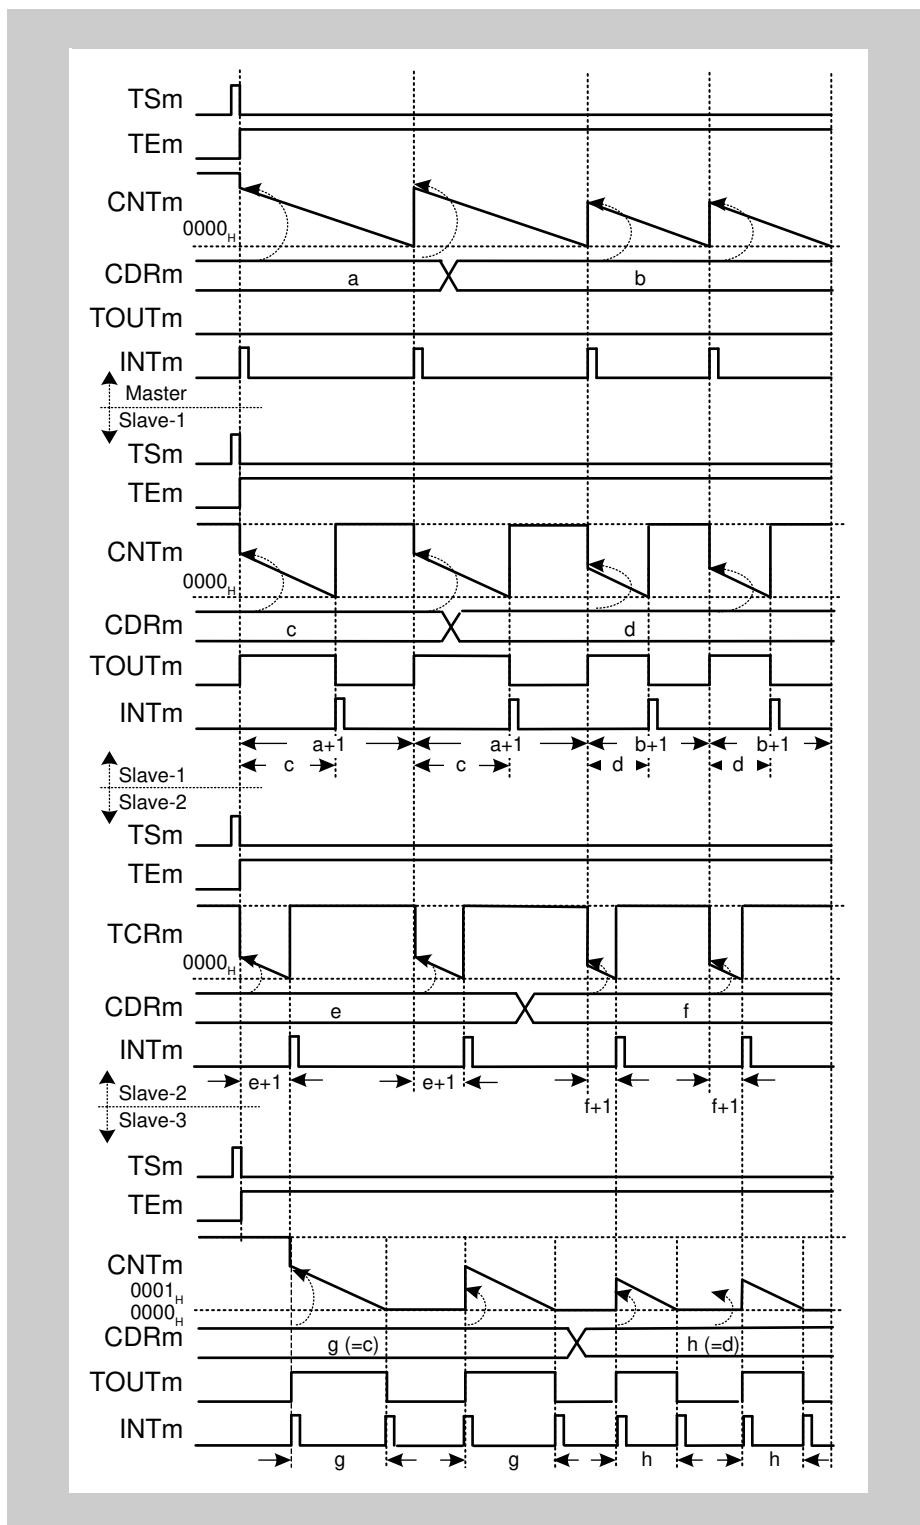 TSm
TEm
CNTm
0000H
CDRm a b
TOUTm
INTm
Master
Slave-1
TSm
TEm
CNTm
0000H
CDRm c d
TOUTm
INTm
a+1 a+1 b+1 b+1
c c d d
Slave-1
Slave-2
TSm
TEm
TCRm
0000H
CDRm e f
INTm
e+1 e+1
f+1 f+1
Slave-2
Slave-3
TSm
TEm
CNTm
0001H
0000H
CDRm g (=c) h (=d)
TOUTm
INTm
g g h h